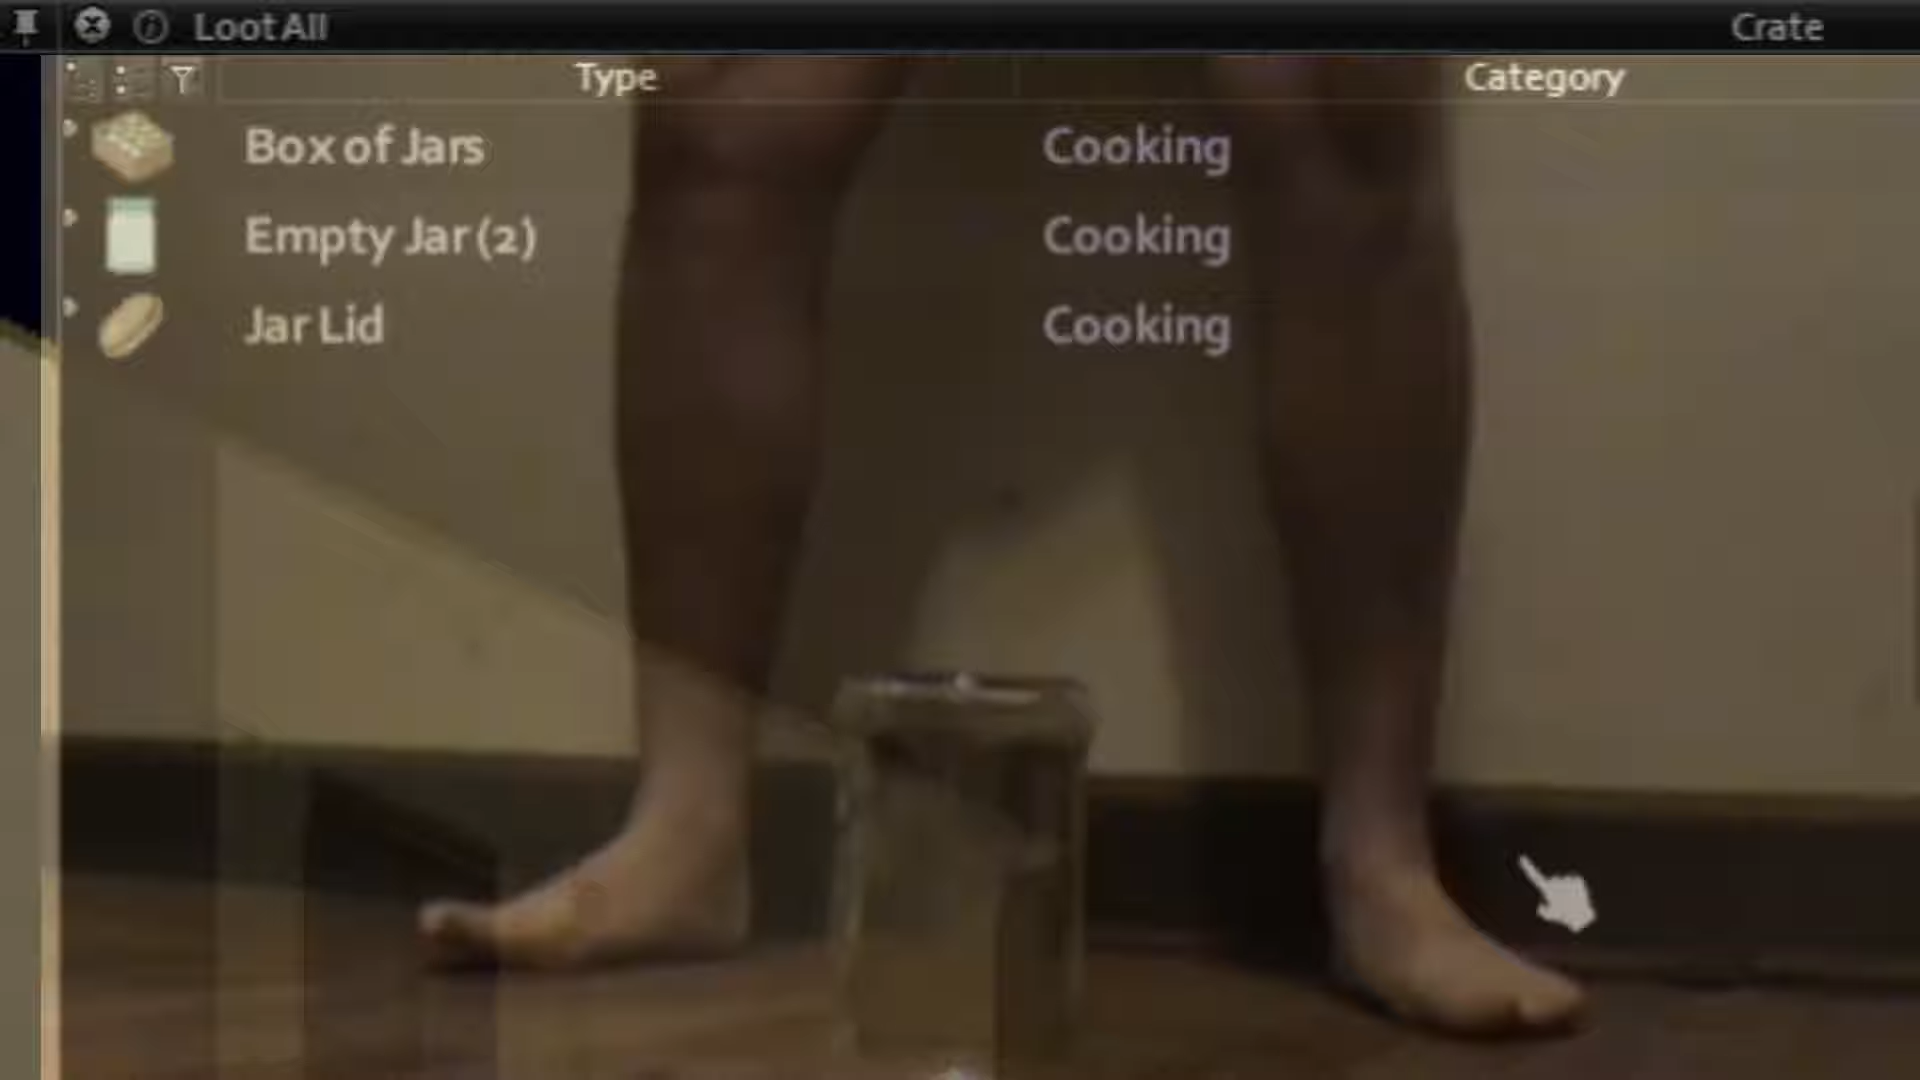 Loot All
Crate
Type
Category
Box of Jars
Cooking
Empty Jar (2)
Cooking
Jar Lid
Cooking